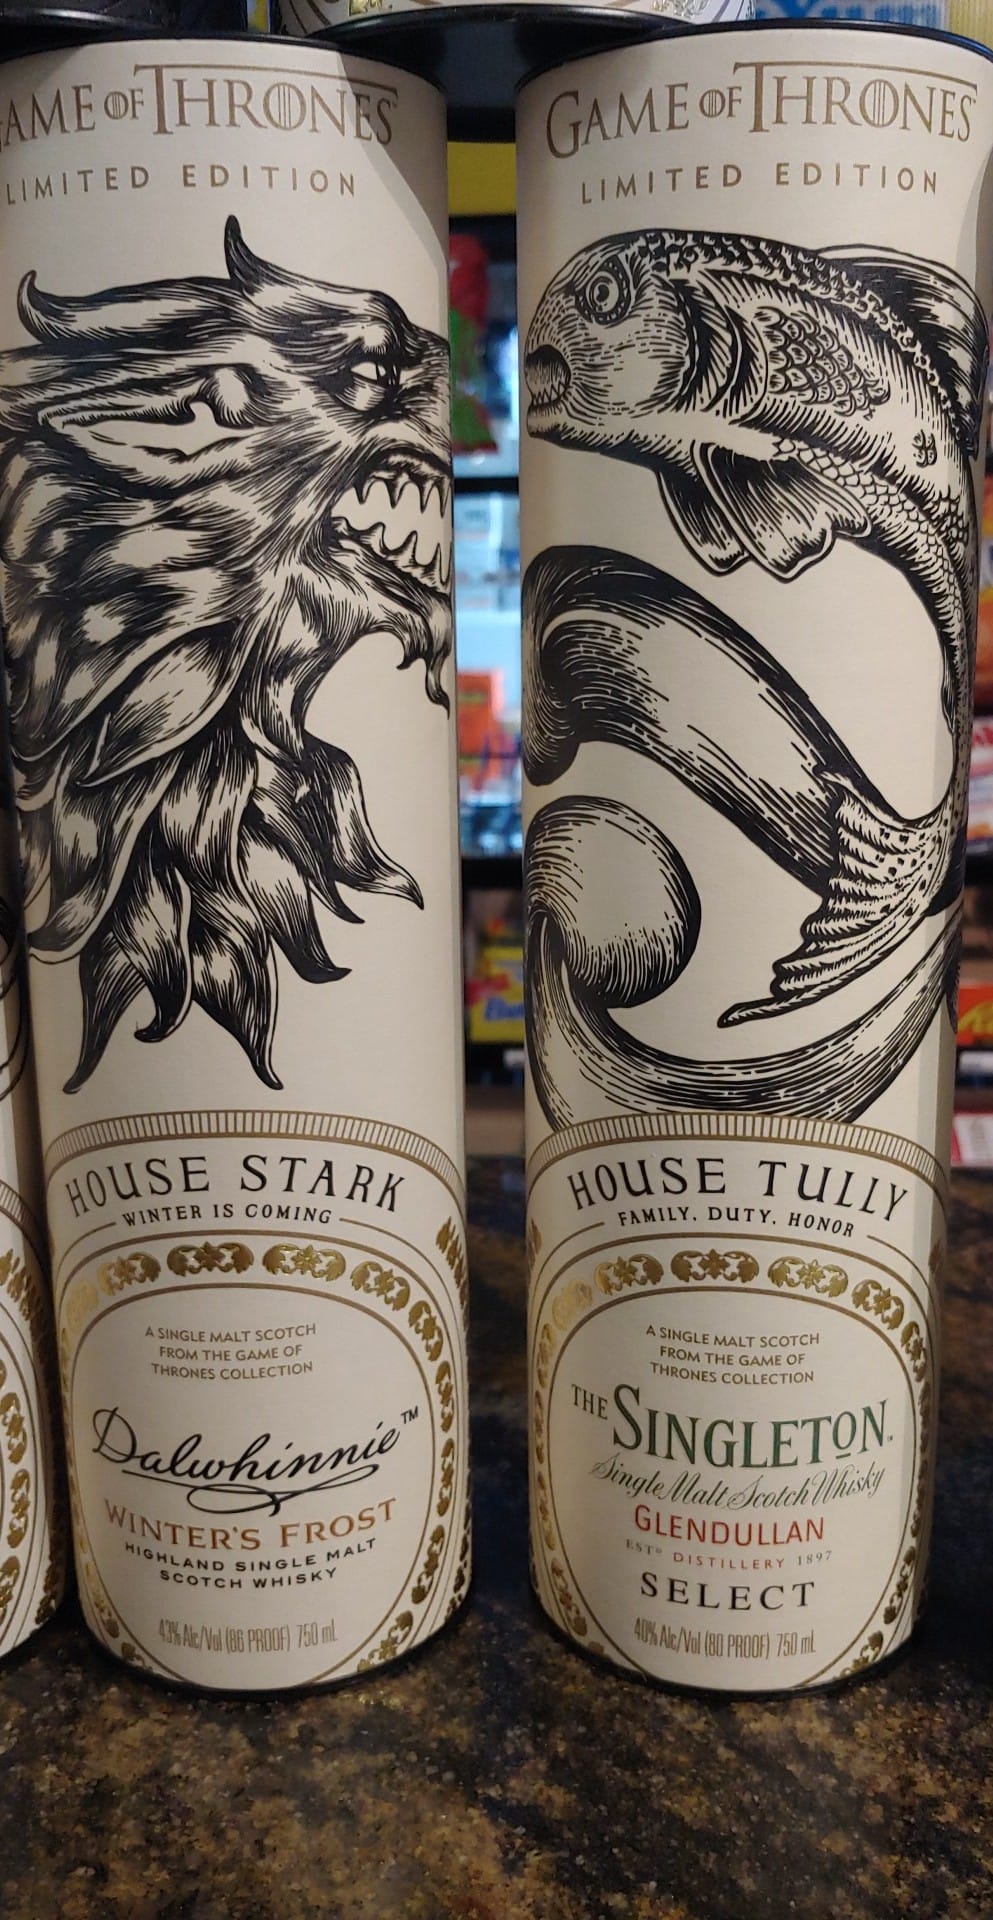 GAME OF THRONES
LIMITED EDITION
HOUSE STARK
WINTER IS COMING
A SINGLE MALT SCOTCH
FROM THE GAME OF
THRONES COLLECTION
Dalwhinnie™
WINTER'S FROST
HIGHLAND SINGLE MALT
SCOTCH WHISKY
43% Alc/Vol (86 PROOF) 750 mL
GAME OF THRONES
LIMITED EDITION
HOUSE TULLY
FAMILY. DUTY. HONOR
A SINGLE MALT SCOTCH
FROM THE GAME OF
THRONES COLLECTION
THE SINGLETON™
Single Malt Scotch Whisky
GLENDULLAN
ESTD DISTILLERY 1897
SELECT
40% Alc/Vol (80 PROOF) 750 mL